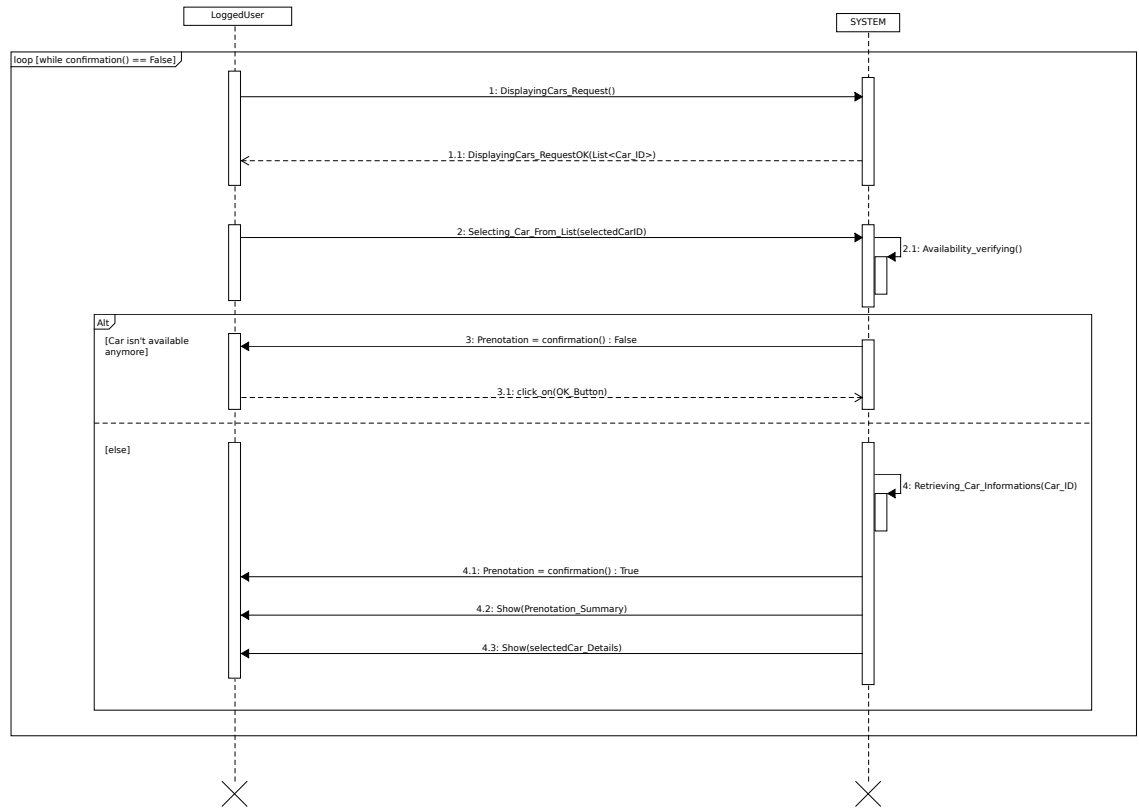 LoggedUser
SYSTEM
loop [while confirmation() == False]
1: DisplayingCars_Request()
1.1: DisplayingCars_RequestOK(List<Car_ID>)
2: Selecting_Car_From_List(selectedCarID)
2.1: Availability_verifying()
Alt
[Car isn't available
anymore]
3: Prenotation = confirmation() : False
3.1: click_on(OK_Button)
[else]
4: Retrieving_Car_Informations(Car_ID)
4.1: Prenotation = confirmation() : True
4.2: Show(Prenotation_Summary)
4.3: Show(selectedCar_Details)